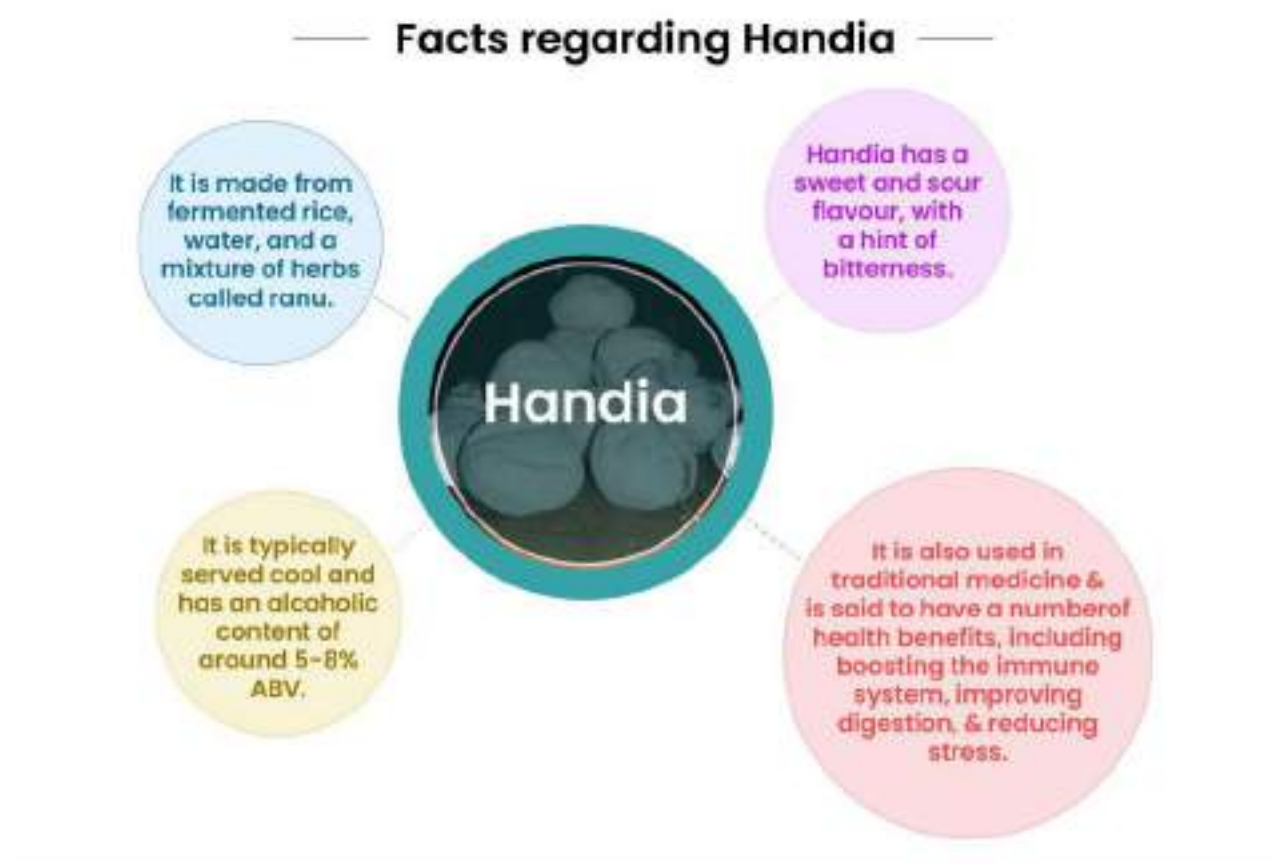 Facts regarding Handia
It is made from
fermented rice,
water, and a
mixture of herbs
called ranu.
Handia has a
sweet and sour
flavour, with
a hint of
bitterness.
Handia
It is typically
served cool and
has an alcoholic
content of
around 5-8%
ABV.
It is also used in
traditional medicine &
is said to have a numberof
health benefits, including
boosting the immune
system, improving
digestion, & reducing
stress.